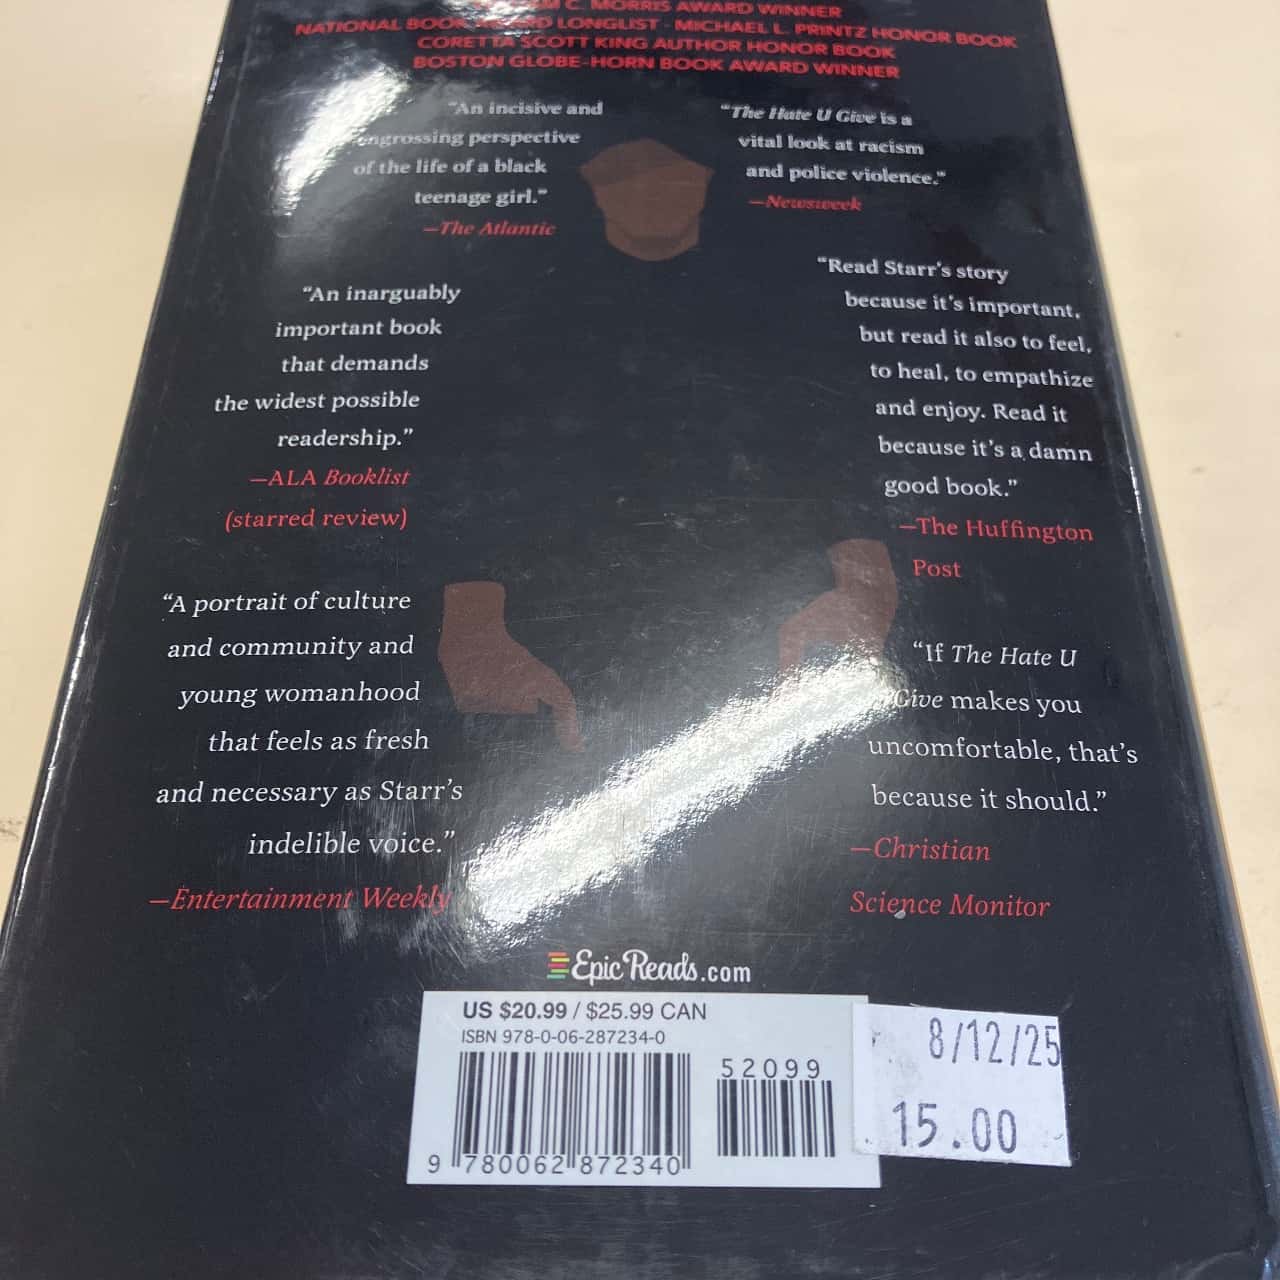 C. MORRIS AWARD WINNER
NATIONAL BOOK AWARD LONGLIST · MICHAEL L. PRINTZ HONOR BOOK
CORETTA SCOTT KING AUTHOR HONOR BOOK
BOSTON GLOBE–HORN BOOK AWARD WINNER
“An incisive and
engrossing perspective
of the life of a black
teenage girl.”
—The Atlantic
“The Hate U Give is a
vital look at racism
and police violence.”
—Newsweek
“An inarguably
important book
that demands
the widest possible
readership.”
—ALA Booklist
(starred review)
“Read Starr’s story
because it’s important,
but read it also to feel,
to heal, to empathize
and enjoy. Read it
because it’s a damn
good book.”
—The Huffington
Post
“A portrait of culture
and community and
young womanhood
that feels as fresh
and necessary as Starr’s
indelible voice.”
—Entertainment Weekly
“If The Hate U
Give makes you
uncomfortable, that’s
because it should.”
—Christian
Science Monitor
EpicReads.com
US $20.99 / $25.99 CAN
ISBN 978-0-06-287234-0
52099
9 780062 872340
8/12/25
15.00